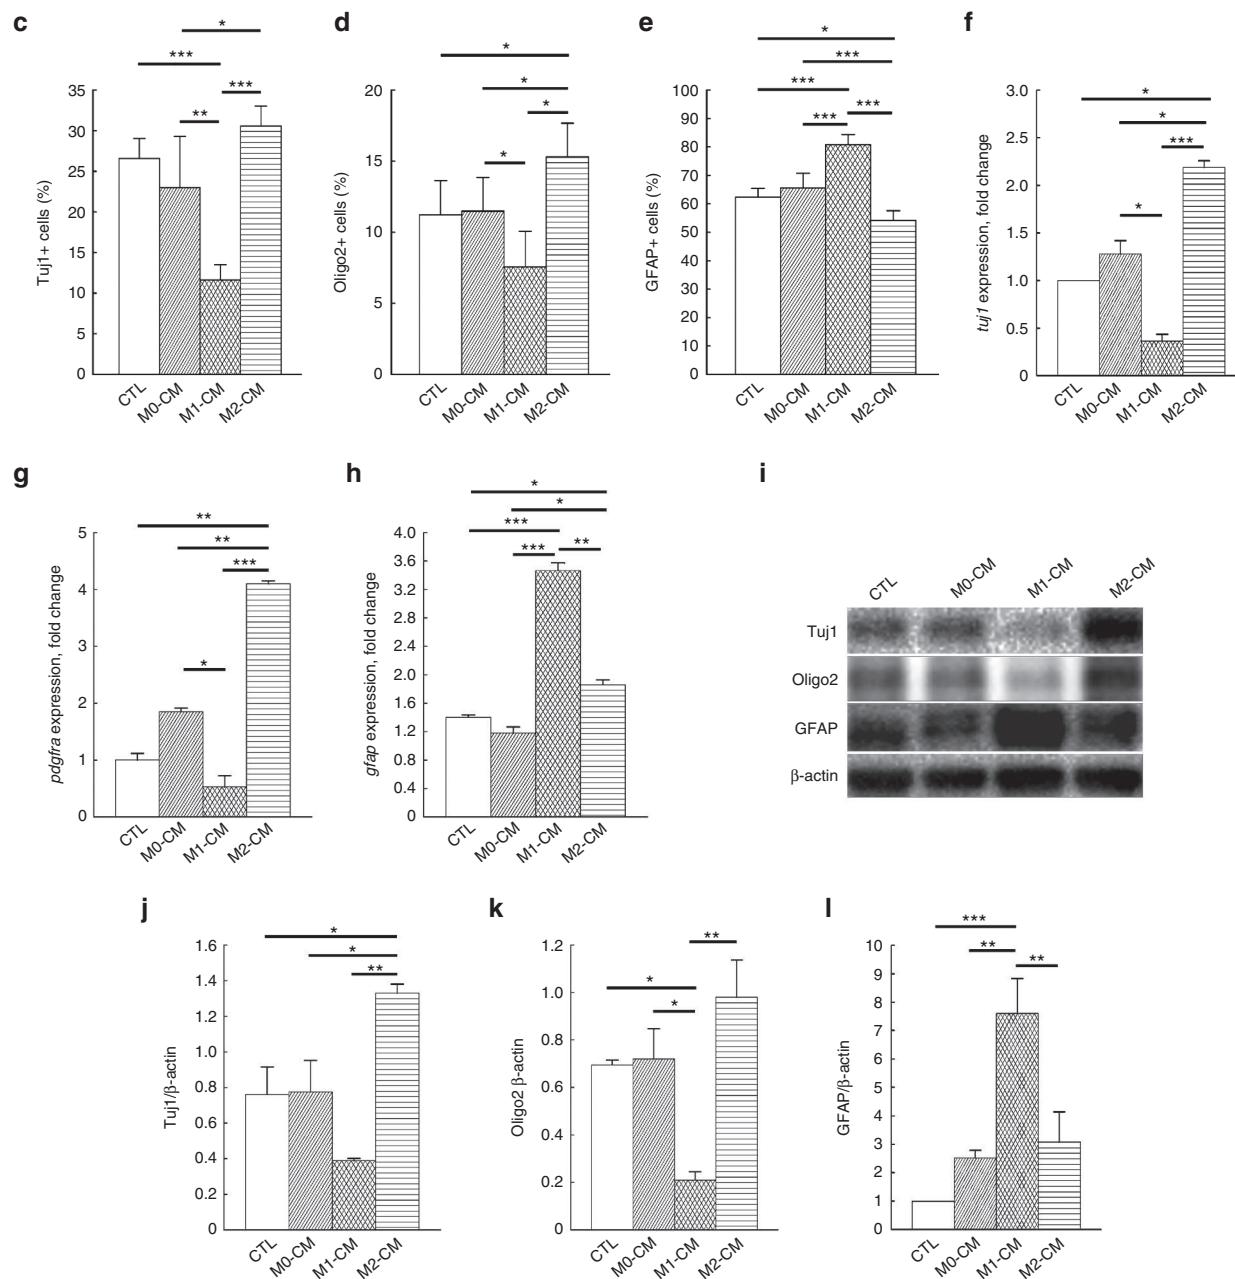 c
d
e
f
*
***
***
**
35
30
25
20
15
10
5
0
Tuj1+ cells (%)
CTL
M0-CM
M1-CM
M2-CM
*
*
*
*
20
15
10
5
0
Oligo2+ cells (%)
CTL
M0-CM
M1-CM
M2-CM
*
***
***
***
***
100
90
80
70
60
50
40
30
20
10
0
GFAP+ cells (%)
CTL
M0-CM
M1-CM
M2-CM
*
*
***
*
3.0
2.5
2.0
1.5
1.0
0.5
0
tuj1 expression, fold change
CTL
M0-CM
M1-CM
M2-CM
g
h
i
**
**
***
*
5
4
3
2
1
0
pdgfra expression, fold change
CTL
M0-CM
M1-CM
M2-CM
*
*
***
***
**
4.0
3.6
3.2
2.8
2.4
2.0
1.6
1.2
0.8
0.4
0
gfap expression, fold change
CTL
M0-CM
M1-CM
M2-CM
CTL
M0-CM
M1-CM
M2-CM
Tuj1
Oligo2
GFAP
β-actin
j
k
l
*
*
**
1.6
1.4
1.2
1.0
0.8
0.6
0.4
0.2
0
Tuj1/β-actin
CTL
M0-CM
M1-CM
M2-CM
**
*
*
1.2
1.0
0.8
0.6
0.4
0.2
0
Oligo2 β-actin
CTL
M0-CM
M1-CM
M2-CM
***
**
**
10
9
8
7
6
5
4
3
2
1
0
GFAP/β-actin
CTL
M0-CM
M1-CM
M2-CM